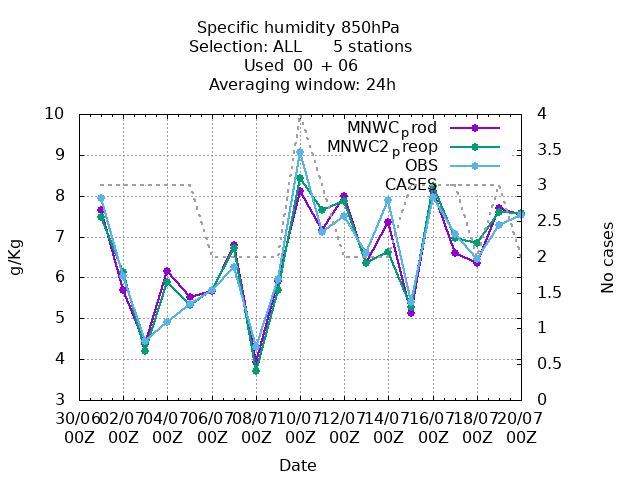 Specific humidity 850hPa
Selection: ALL 5 stations
Used 00 + 06
Averaging window: 24h
10 9 8 7 6 5 4 3
g/Kg
MNWCprod
MNWC2preop
OBS
CASES
4 3.5 3 2.5 2 1.5 1 0.5 0
No cases
30/06 02/07 04/07 06/07 08/07 10/07 12/07 14/07 16/07 18/07 20/07
00Z 00Z 00Z 00Z 00Z 00Z 00Z 00Z 00Z 00Z 00Z
Date